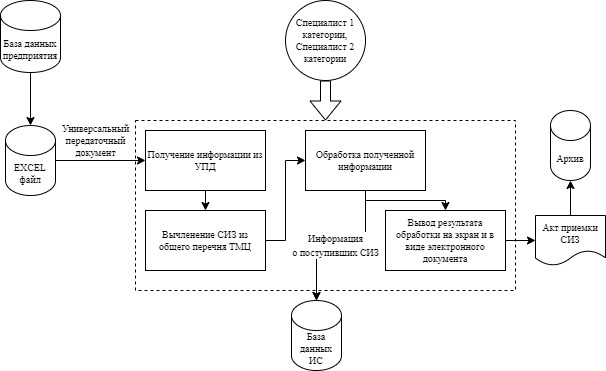 База данных
предприятия
Специалист 1
категории,
Специалист 2
категории
Универсальный
передаточный
документ
EXCEL
файл
Получение информации из
УПД
Обработка полученной
информации
Архив
Вычленение СИЗ из
общего перечня ТМЦ
Информация
о поступивших СИЗ
Вывод результата
обработки на экран и в
виде электронного
документа
Акт приемки
СИЗ
База
данных
ИС